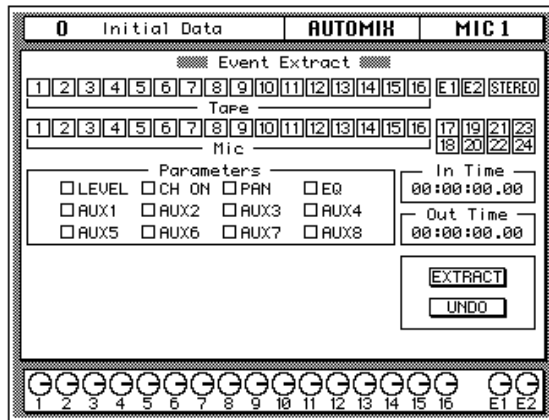 0 Initial Data AUTOMIX MIC 1
Event Extract
1 2 3 4 5 6 7 8 9 10 11 12 13 14 15 16 E1 E2 STEREO
Tape
1 2 3 4 5 6 7 8 9 10 11 12 13 14 15 16 17 19 21 23
18 20 22 24
Mic
Parameters
LEVEL CH ON PAN EQ
AUX1 AUX2 AUX3 AUX4
AUX5 AUX6 AUX7 AUX8
In Time
00:00:00.00
Out Time
00:00:00.00
EXTRACT
UNDO
1 2 3 4 5 6 7 8 9 10 11 12 13 14 15 16 E1 E2